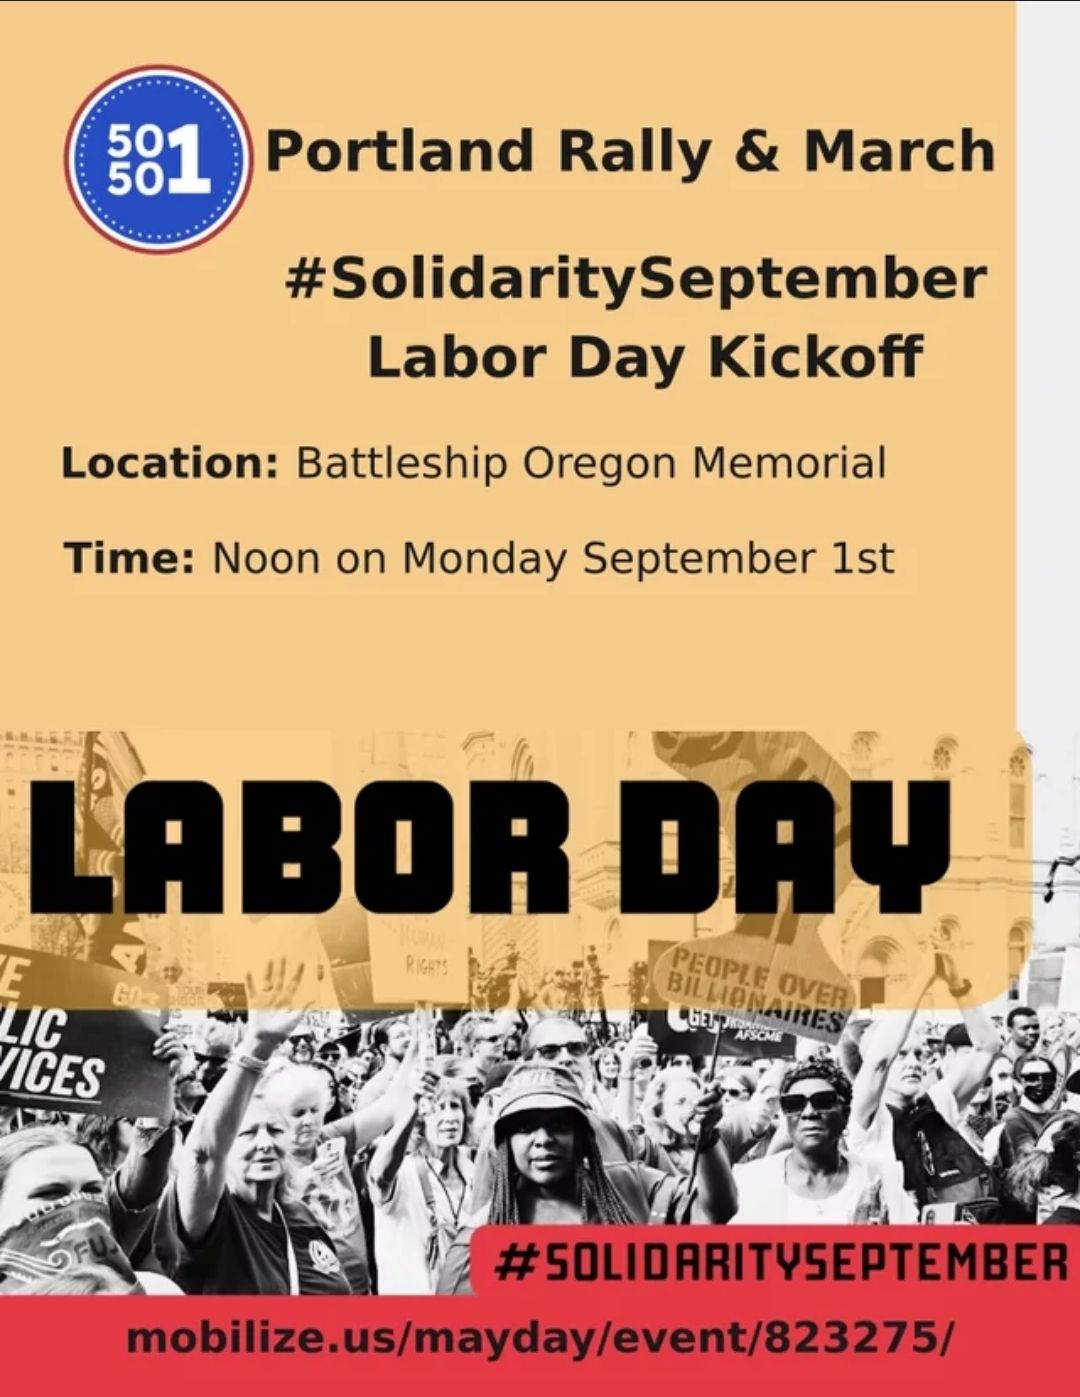 50
50
1
Portland Rally & March
#SolidaritySeptember
Labor Day Kickoff
Location: Battleship Oregon Memorial
Time: Noon on Monday September 1st
LABOR DAY
HUMAN
RIGHTS
PEOPLE OVER
BILLIONAIRES
LIC
VICES
GET
AFSCME
#SOLIDARITYSEPTEMBER
mobilize.us/mayday/event/823275/